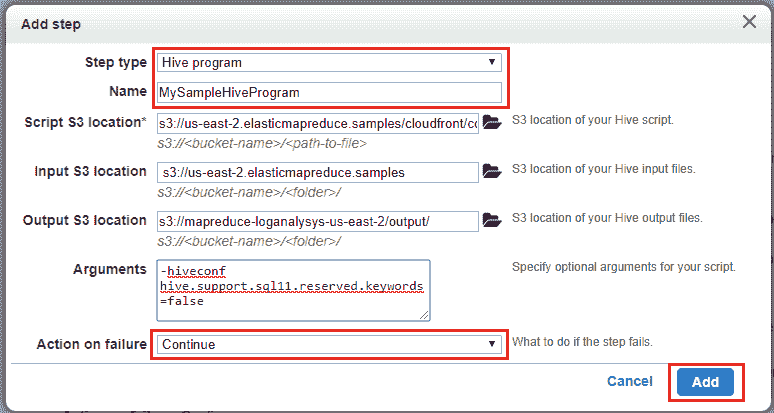 Add step
Step type Hive program
Name MySampleHiveProgram
Script S3 location* s3://us-east-2.elasticmapreduce.samples/cloudfront/co S3 location of your Hive script.
s3://<bucket-name>/<path-to-file>
Input S3 location s3://us-east-2.elasticmapreduce.samples S3 location of your Hive input files.
s3://<bucket-name>/<folder>/
Output S3 location s3://mapreduce-loganalysys-us-east-2/output/ S3 location of your Hive output files.
s3://<bucket-name>/<folder>/
Arguments -hiveconf Specify optional arguments for your script.
hive.support.sql11.reserved.keywords
=false
Action on failure Continue What to do if the step fails.
Cancel Add